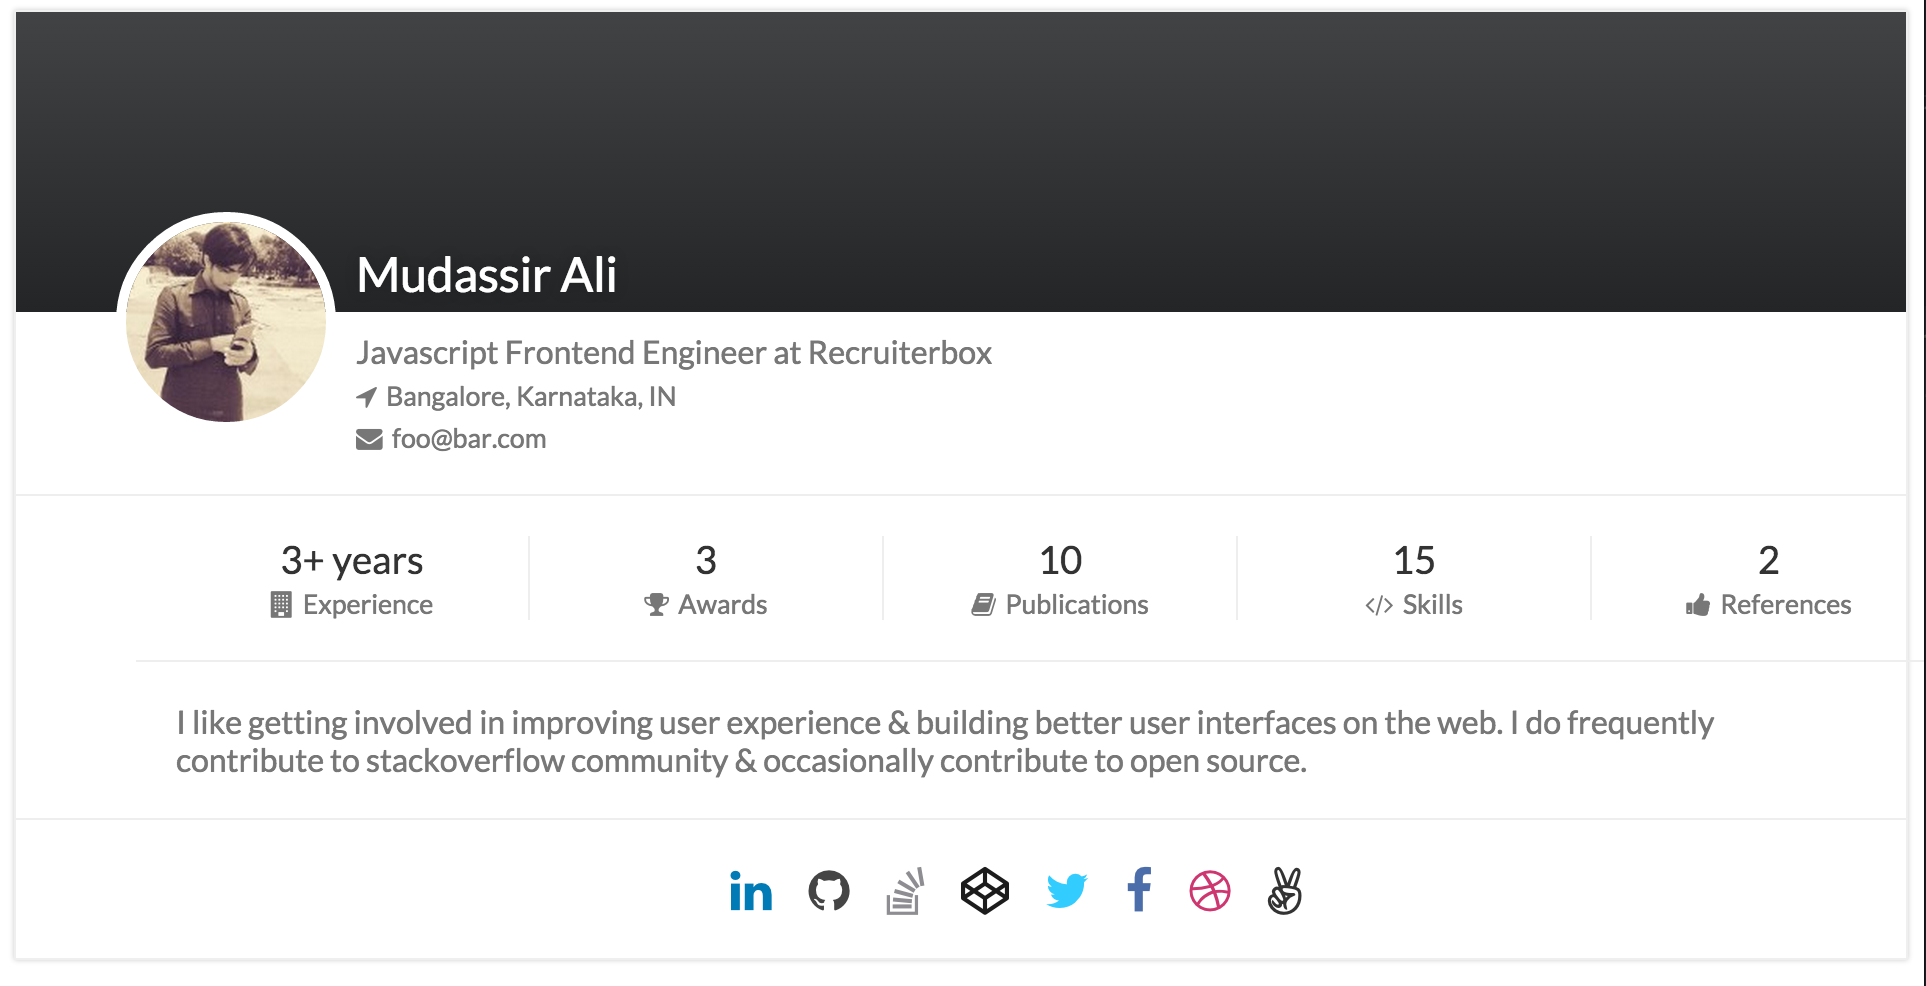 Mudassir Ali
Javascript Frontend Engineer at Recruiterbox
Bangalore, Karnataka, IN
foo@bar.com
3+ years
Experience
3
Awards
10
Publications
15
Skills
2
References
I like getting involved in improving user experience & building better user interfaces on the web. I do frequently
contribute to stackoverflow community & occasionally contribute to open source.